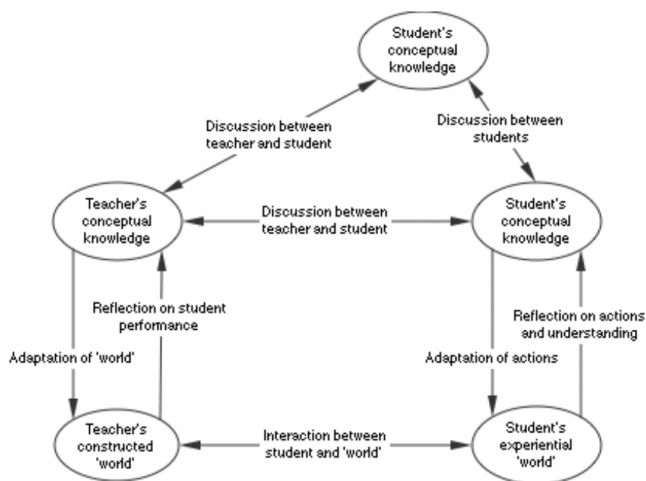 Student's
conceptual
knowledge
Discussion between
teacher and student
Discussion between
students
Teacher's
conceptual
knowledge
Discussion between
teacher and student
Student's
conceptual
knowledge
Reflection on student
performance
Reflection on actions
and understanding
Adaptation of 'world'
Adaptation of actions
Teacher's
constructed
'world'
Interaction between
student and 'world'
Student's
experiential
'world'